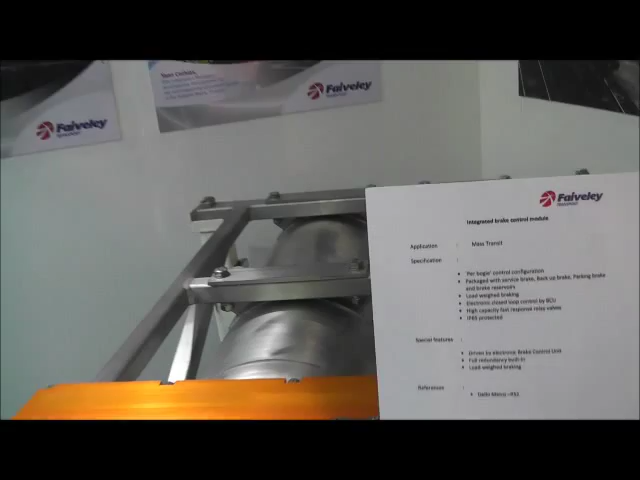 Faiveley
Faiveley
Faiveley
Integrated brake control module
Application : Mass Transit
Specification :
• 'Per bogie' control configuration
• Packaged with service brake, Back up brake, Parking brake
and brake reservoirs
• Load weighed braking
• Electronic closed loop control by BCU
• High capacity fast response relay valves
• IP65 protected
Special features :
• Driven by electronic Brake Control Unit
• Full redundancy built-in
• Load weighed braking
References :
• Delhi Metro -RS1